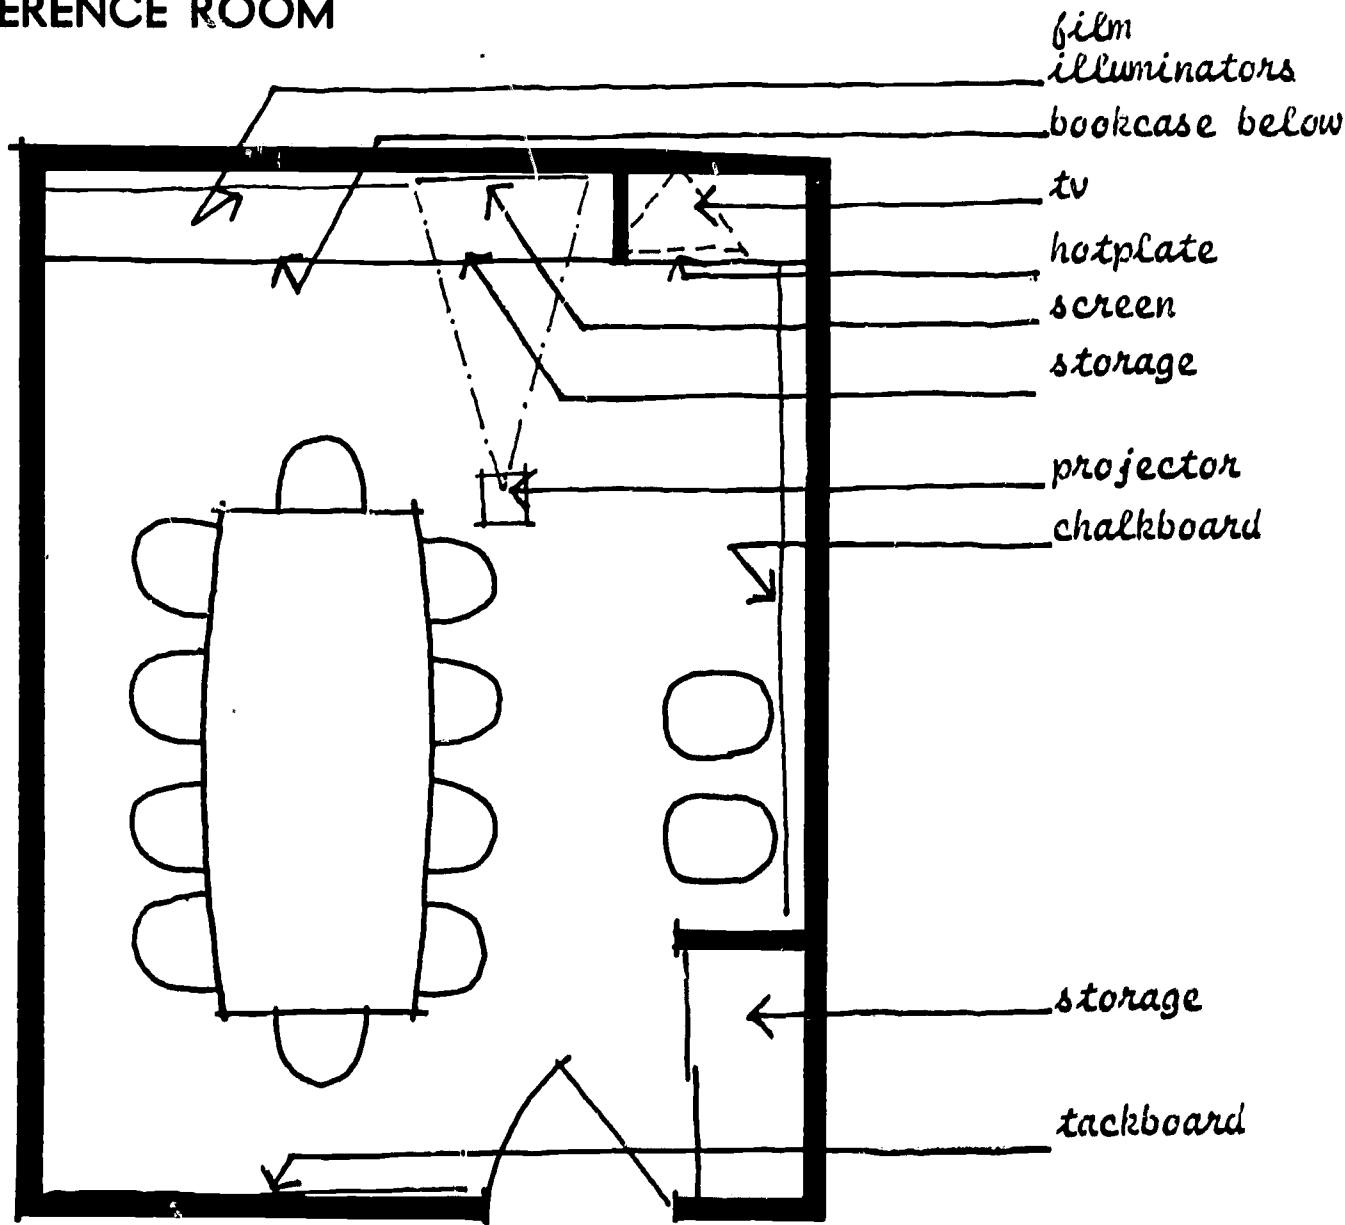 ERENCE ROOM
film
illuminators
bookcase below
tv
hotplate
screen
storage
projector
chalkboard
storage
tackboard